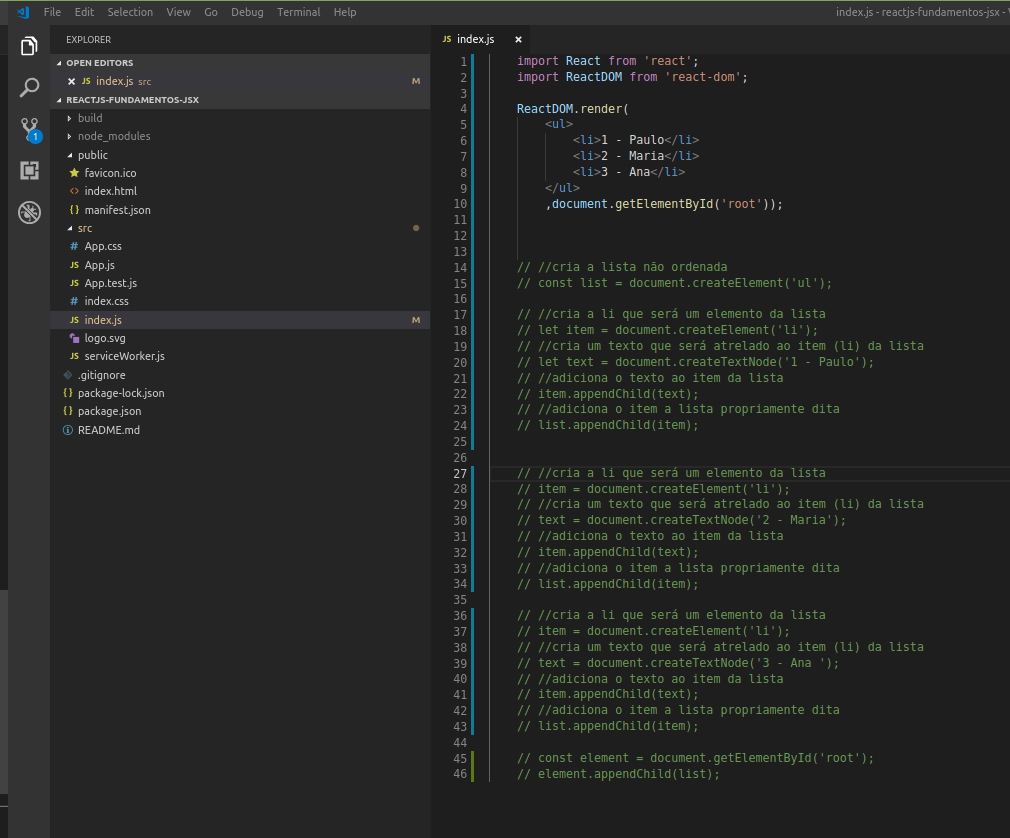 File Edit Selection View Go Debug Terminal Help index.js - reactjs-fundamentos-jsx -
EXPLORER
OPEN EDITORS
JS index.js src M
REACTJS-FUNDAMENTOS-JSX
build
node_modules
public
favicon.ico
<> index.html
{} manifest.json
src
# App.css
JS App.js
JS App.test.js
# index.css
JS index.js M
logo.svg
JS serviceWorker.js
.gitignore
{} package-lock.json
{} package.json
README.md
1
JS index.js ×
1 import React from 'react';
2 import ReactDOM from 'react-dom';
3
4 ReactDOM.render(
5 <ul>
6 <li>1 - Paulo</li>
7 <li>2 - Maria</li>
8 <li>3 - Ana</li>
9 </ul>
10 ,document.getElementById('root'));
11
12
13
14 // //cria a lista não ordenada
15 // const list = document.createElement('ul');
16
17 // //cria a li que será um elemento da lista
18 // let item = document.createElement('li');
19 // //cria um texto que será atrelado ao item (li) da lista
20 // let text = document.createTextNode('1 - Paulo');
21 // //adiciona o texto ao item da lista
22 // item.appendChild(text);
23 // //adiciona o item a lista propriamente dita
24 // list.appendChild(item);
25
26
27 // //cria a li que será um elemento da lista
28 // item = document.createElement('li');
29 // //cria um texto que será atrelado ao item (li) da lista
30 // text = document.createTextNode('2 - Maria');
31 // //adiciona o texto ao item da lista
32 // item.appendChild(text);
33 // //adiciona o item a lista propriamente dita
34 // list.appendChild(item);
35
36 // //cria a li que será um elemento da lista
37 // item = document.createElement('li');
38 // //cria um texto que será atrelado ao item (li) da lista
39 // text = document.createTextNode('3 - Ana ');
40 // //adiciona o texto ao item da lista
41 // item.appendChild(text);
42 // //adiciona o item a lista propriamente dita
43 // list.appendChild(item);
44
45 // const element = document.getElementById('root');
46 // element.appendChild(list);